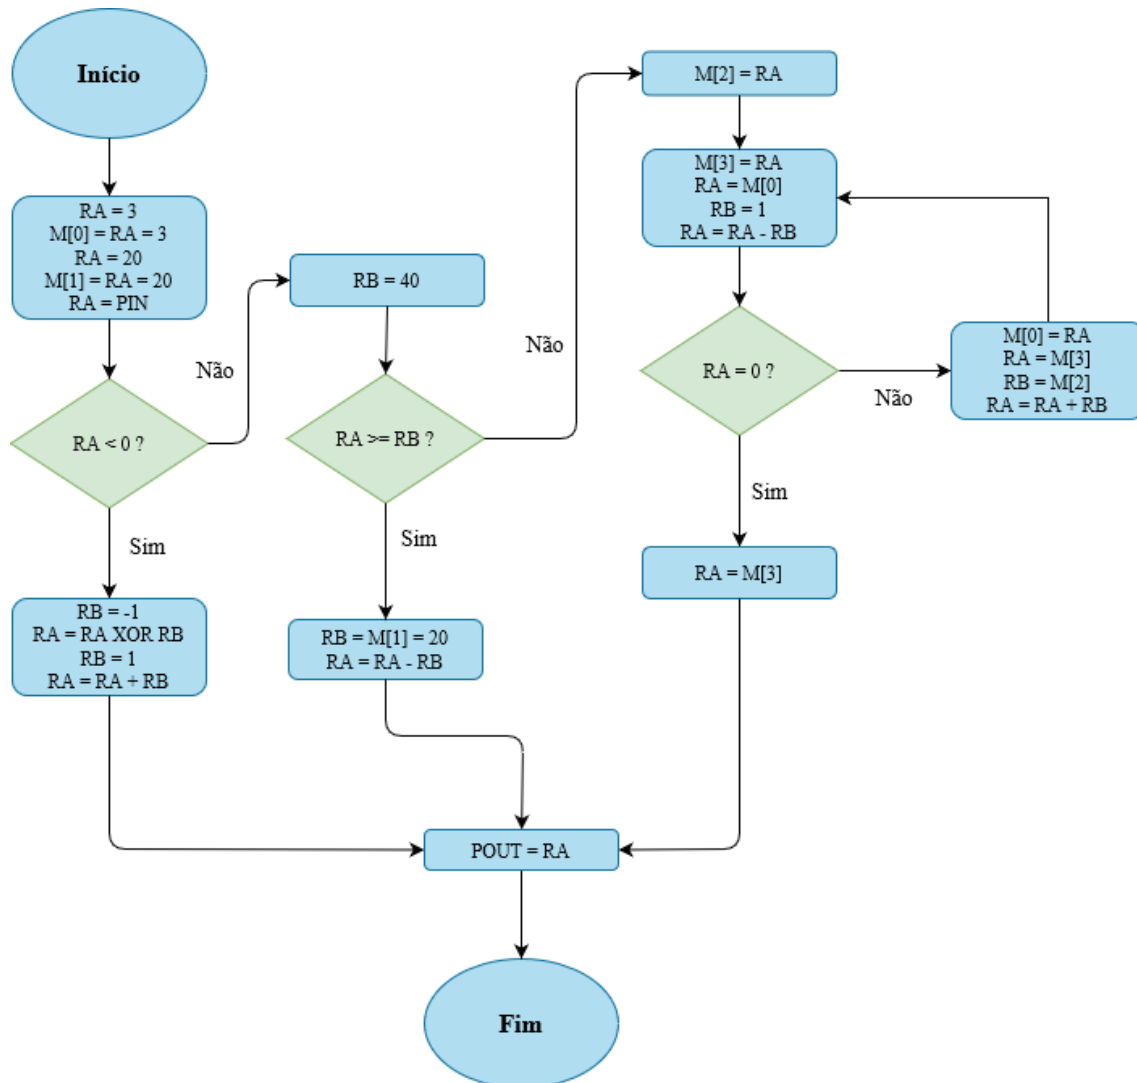 Início
RA = 3
M[0] = RA = 3
RA = 20
M[1] = RA = 20
RA = PIN
RA < 0 ?
Não
Sim
RB = -1
RA = RA XOR RB
RB = 1
RA = RA + RB
RB = 40
RA >= RB ?
Não
Sim
RB = M[1] = 20
RA = RA - RB
M[2] = RA
M[3] = RA
RA = M[0]
RB = 1
RA = RA - RB
RA = 0 ?
Não
M[0] = RA
RA = M[3]
RB = M[2]
RA = RA + RB
Sim
RA = M[3]
POUT = RA
Fim